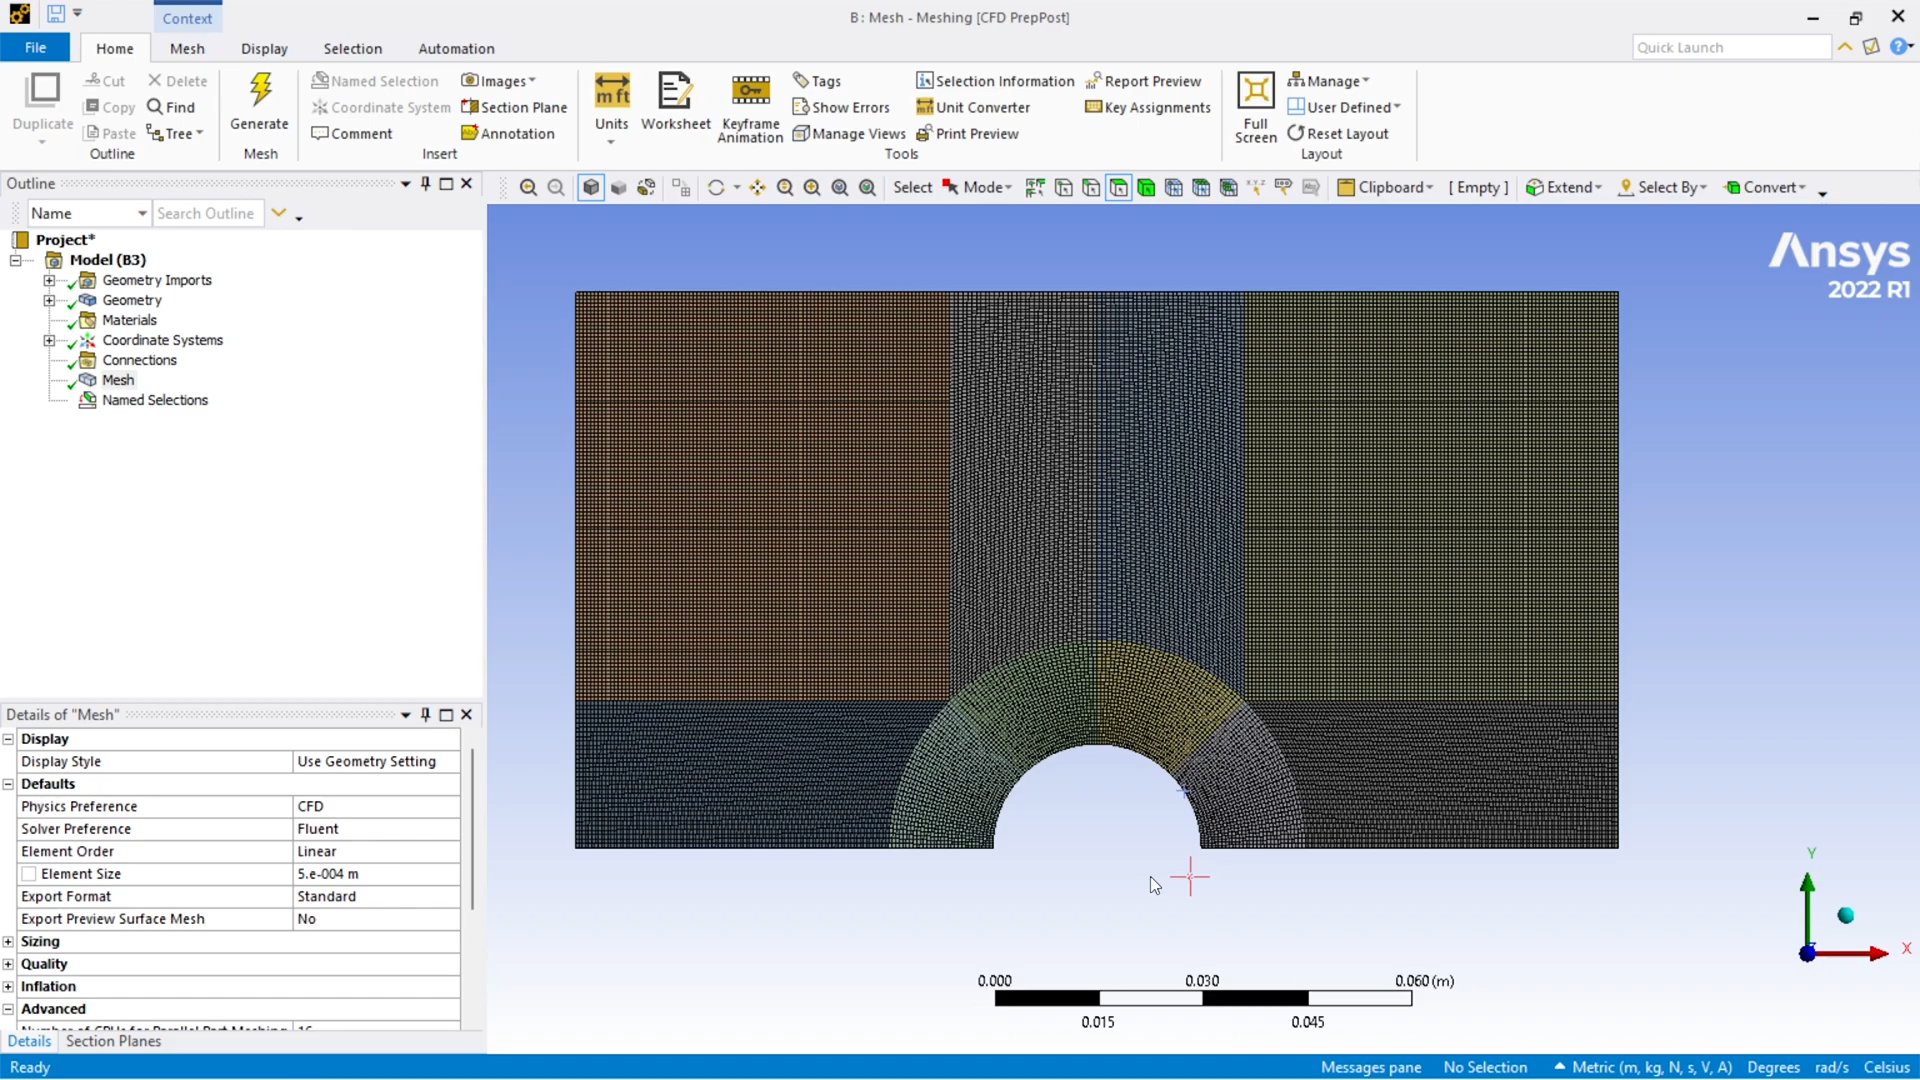 Context
B : Mesh - Meshing [CFD PrepPost]
File
Home
Mesh
Display
Selection
Automation
Quick Launch
Duplicate
Cut
Copy
Paste
Delete
Find
Tree
Outline
Generate
Mesh
Named Selection
Coordinate System
Comment
Images
Section Plane
Annotation
Insert
mft
Units
Worksheet
Keyframe
Animation
Tags
Show Errors
Manage Views
Selection Information
Unit Converter
Print Preview
Report Preview
Key Assignments
Tools
Full
Screen
Manage
User Defined
Reset Layout
Layout
Outline
Select
Mode
Clipboard
[ Empty ]
Extend
Select By
Convert
Name
Search Outline
Project*
Model (B3)
Geometry Imports
Geometry
Materials
Coordinate Systems
Connections
Mesh
Named Selections
Ansys
2022 R1
Details of "Mesh"
Display
Display Style Use Geometry Setting
Defaults
Physics Preference CFD
Solver Preference Fluent
Element Order Linear
Element Size 5.e-004 m
Export Format Standard
Export Preview Surface Mesh No
Sizing
Quality
Inflation
Advanced
Details
Section Planes
0.000 0.030 0.060 (m)
0.015 0.045
Y
X
Ready
Messages pane
No Selection
Metric (m, kg, N, s, V, A)
Degrees
rad/s
Celsius